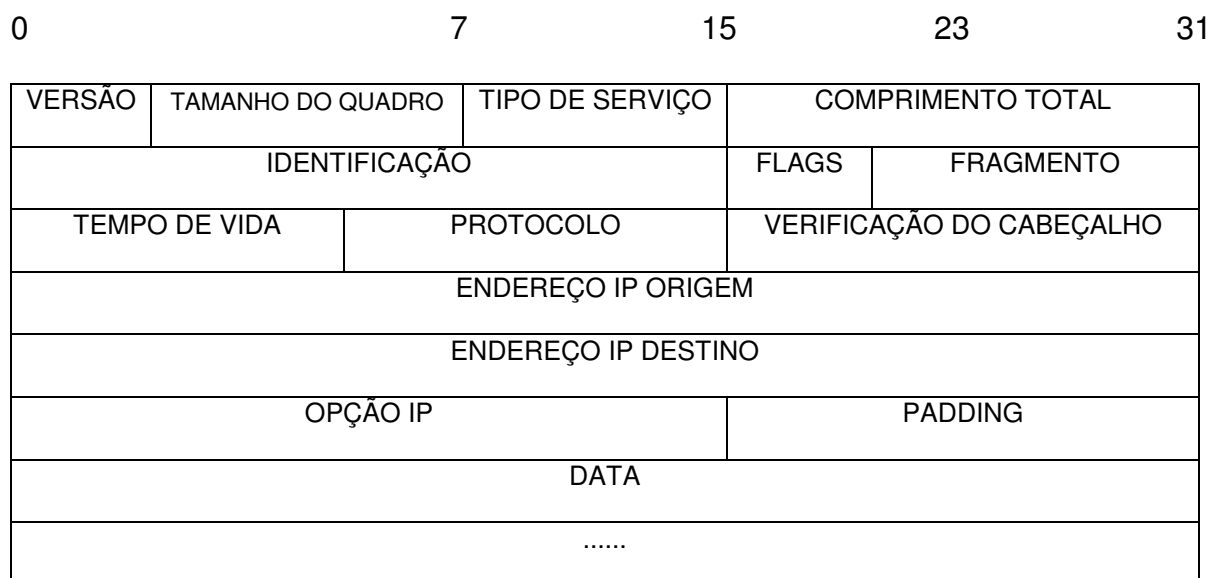 0 7 15 23 31
VERSÃO TAMANHO DO QUADRO TIPO DE SERVIÇO COMPRIMENTO TOTAL
IDENTIFICAÇÃO FLAGS FRAGMENTO
TEMPO DE VIDA PROTOCOLO VERIFICAÇÃO DO CABEÇALHO
ENDEREÇO IP ORIGEM
ENDEREÇO IP DESTINO
OPÇÃO IP PADDING
DATA
......